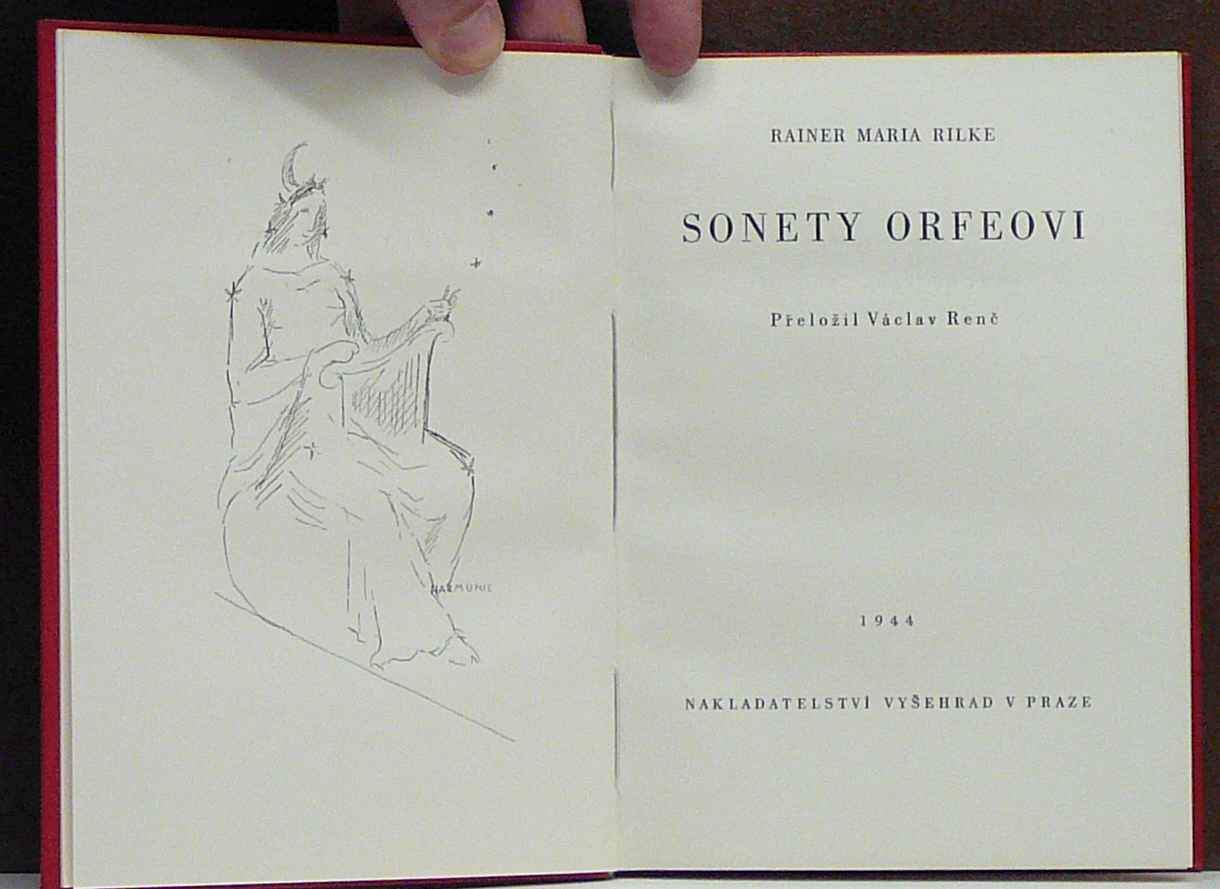 HARMONIE
RAINER MARIA RILKE
SONETY ORFEOVI
Přeložil Václav Renč
1944
NAKLADATELSTVÍ VYŠEHRAD V PRAZE